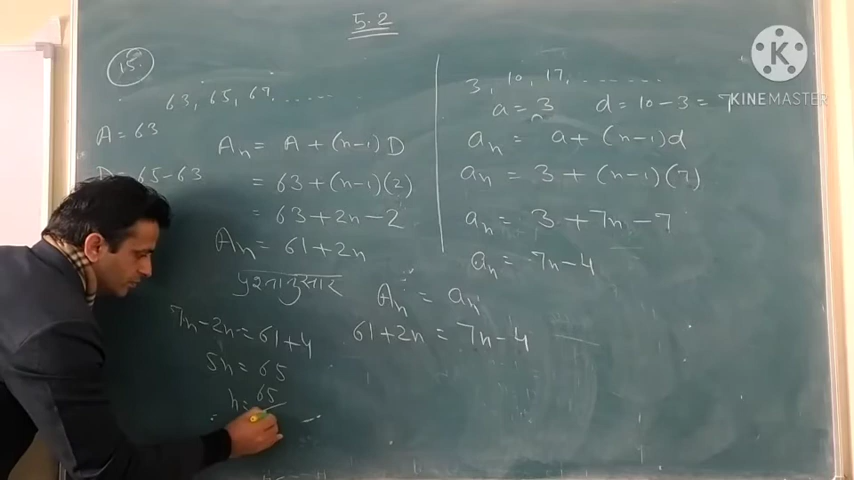 5.2
15.
63, 65, 67, ......
A = 63
D = 65-63
An = A + (n-1)D
= 63 + (n-1)(2)
= 63 + 2n - 2
An = 61 + 2n
प्रश्नानुसार
An = an
61 + 2n = 7n - 4
7n - 2n = 61 + 4
5n = 65
n = 65
3, 10, 17, .......
a = 3 d = 10 - 3 = 7
an = a + (n-1)d
an = 3 + (n-1)(7)
an = 3 + 7n - 7
an = 7n - 4
KINEMASTER